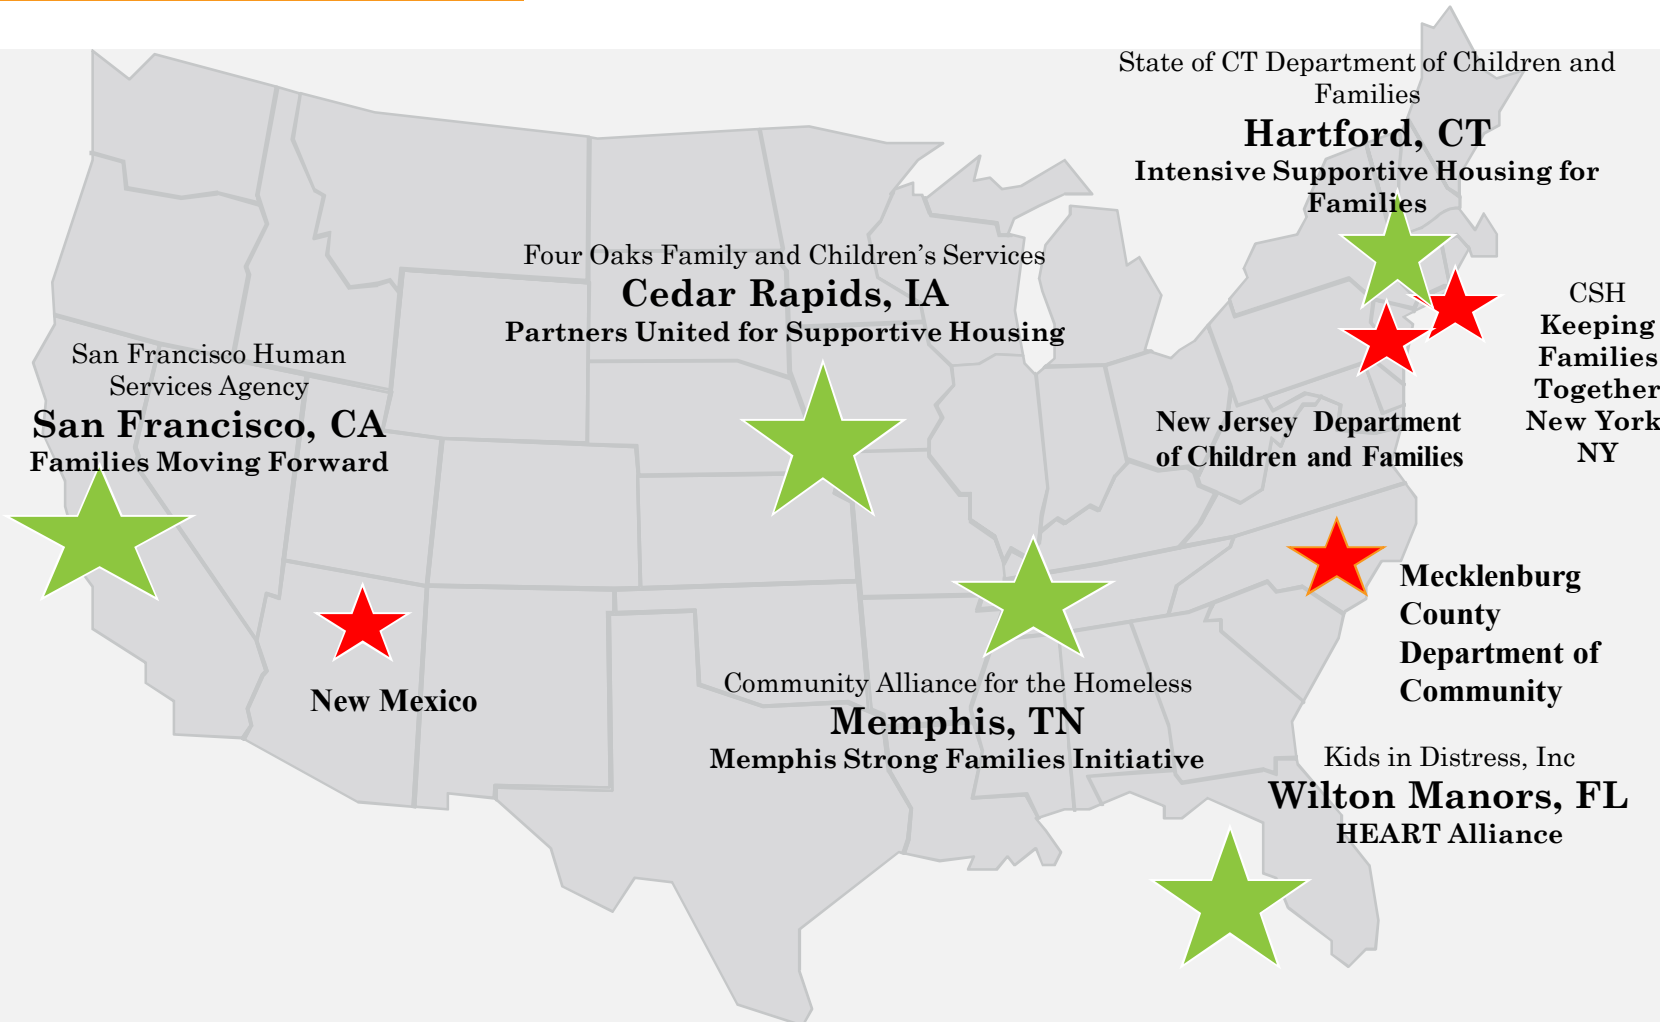 State of CT Department of Children and
Families
Hartford, CT
Intensive Supportive Housing for
Families
Four Oaks Family and Children’s Services
Cedar Rapids, IA
Partners United for Supportive Housing
San Francisco Human
Services Agency
San Francisco, CA
Families Moving Forward
CSH
Keeping
Families
Together
New York
NY
New Jersey Department
of Children and Families
Mecklenburg
County
Department of
Community
New Mexico
Community Alliance for the Homeless
Memphis, TN
Memphis Strong Families Initiative
Kids in Distress, Inc
Wilton Manors, FL
HEART Alliance